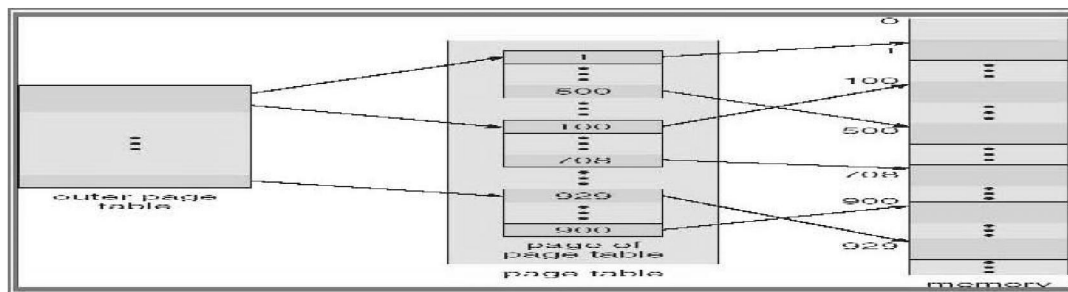 outer page
table
1
500
100
708
929
900
page of
page table
page table
0
1
100
500
708
900
929
memory